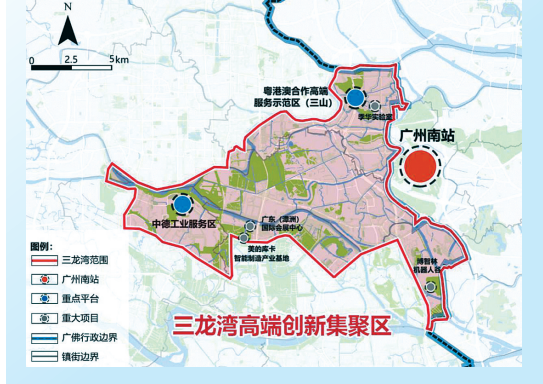 N
0 2.5 5km
粤港澳合作高端
服务示范区（三山）
季华实验室
广州南站
中德工业服务区
广东（潭洲）
国际会展中心
美的库卡
智能制造产业基地
博智林
机器人谷
图例：
三龙湾范围
广州南站
重点平台
重大项目
广佛行政边界
镇街边界
三龙湾高端创新集聚区